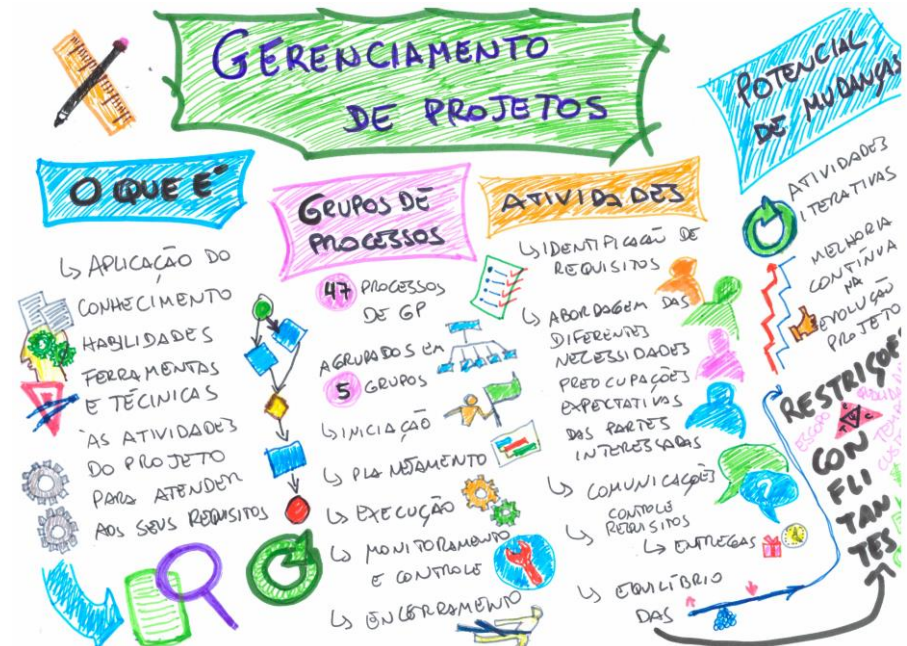 GERENCIAMENTO
DE PROJETOS
O QUE É
↳ APLICAÇÃO DO
CONHECIMENTO
HABILIDADES
FERRAMENTAS
E TÉCINICAS
ÀS ATIVIDADES
DO PROJETO
PARA ATENDER
AOS SEUS REQUISITOS
GRUPOS DE
PROCESSOS
47 PROCESSOS
DE GP
AGRUPADOS EM
5 GRUPOS
↳ INICIAÇÃO
↳ PLANEJAMENTO
↳ EXECUÇÃO
↳ MONITORAMENTO
E CONTROLE
↳ ENCERRAMENTO
ATIVIDADES
↳ IDENTIFICAÇÃO DE
REQUISITOS
↳ ABORDAGEM DAS
DIFERENTES
NECESSIDADES
PREOCUPAÇÕES
EXPECTATIVAS
DAS PARTES
INTERESSADAS
↳ COMUNICAÇÕES
?
↳ CONTROLE
REQUISITOS
↳ ENTREGAS
↳ EQUILÍBRIO
DAS
RESTRIÇÕE
CON
FLI
TAN
TES
ESCOPO
POTENCIAL
DE MUDANÇAS
ATIVIDADES
ITERATIVAS
MELHORIA
CONTÍNUA
NA
EVOLUÇÃO
PROJETO